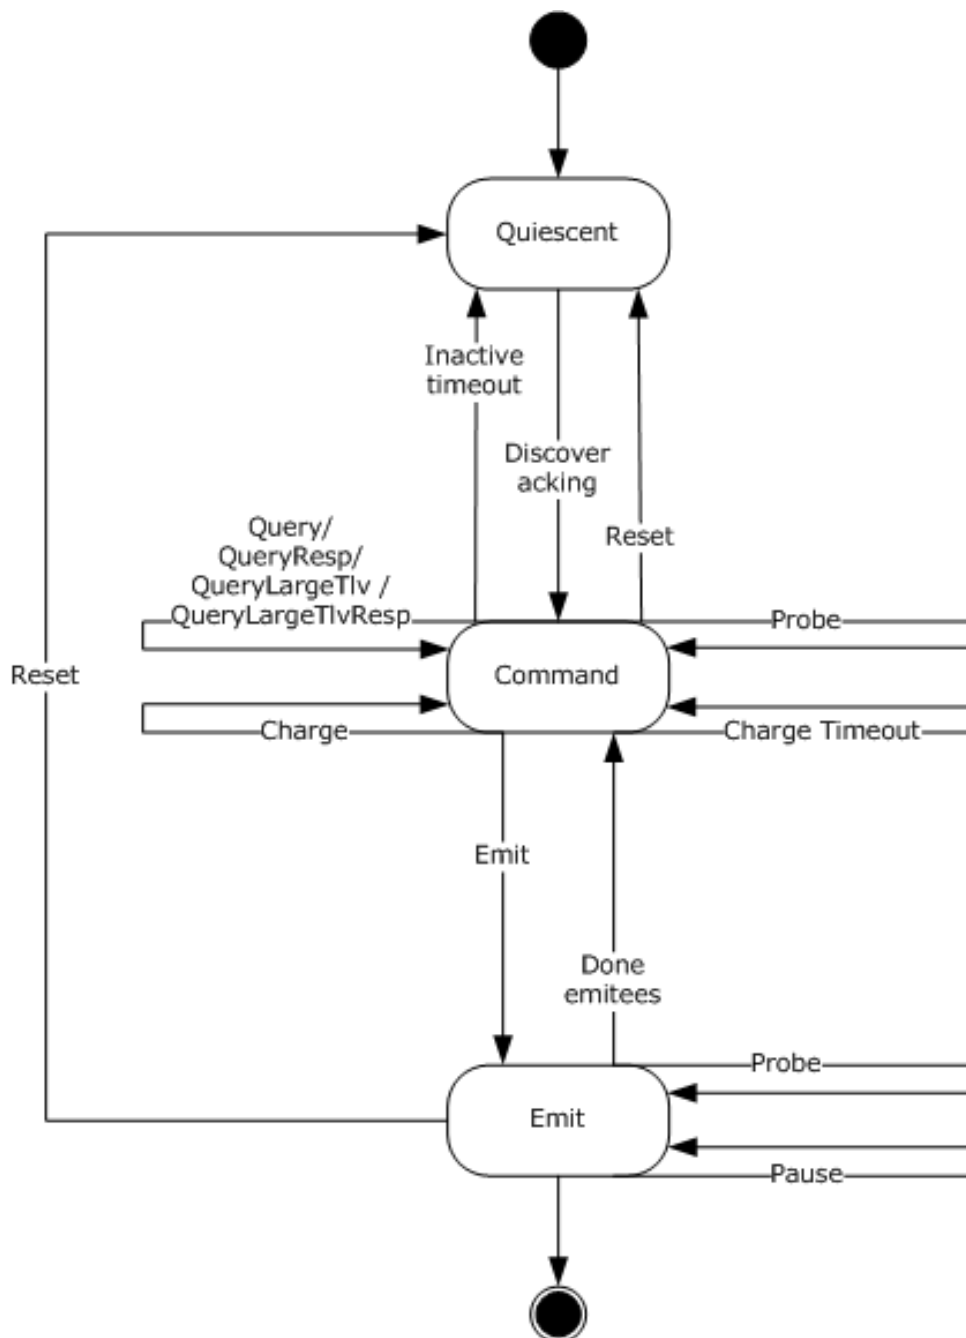 Quiescent
Inactive
timeout
Discover
acking
Reset
Query/
QueryResp/
QueryLargeTlv /
QueryLargeTlvResp
Probe
Reset
Command
Charge
Charge Timeout
Emit
Done
emitees
Probe
Emit
Pause